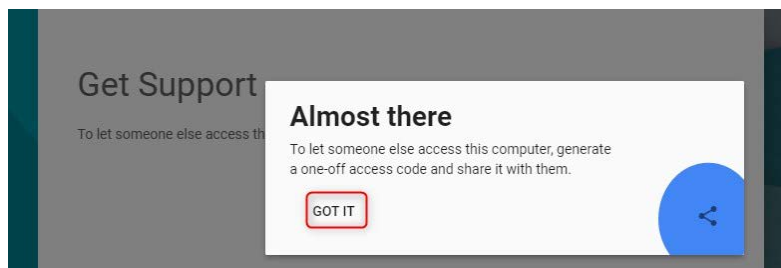 Get Support
To let someone else access th
Almost there
To let someone else access this computer, generate
a one-off access code and share it with them.
GOT IT